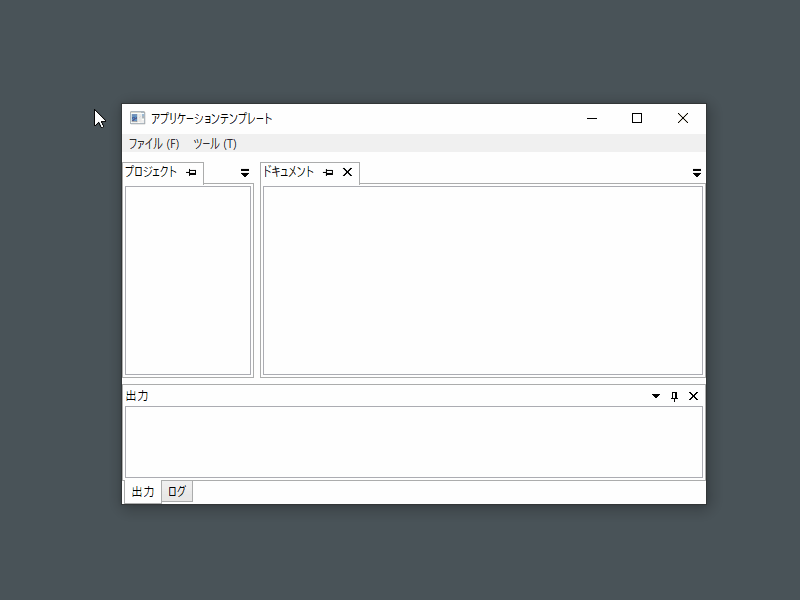 アプリケーションテンプレート
ファイル (F) ツール (T)
プロジェクト
ドキュメント
出力
出力 ログ